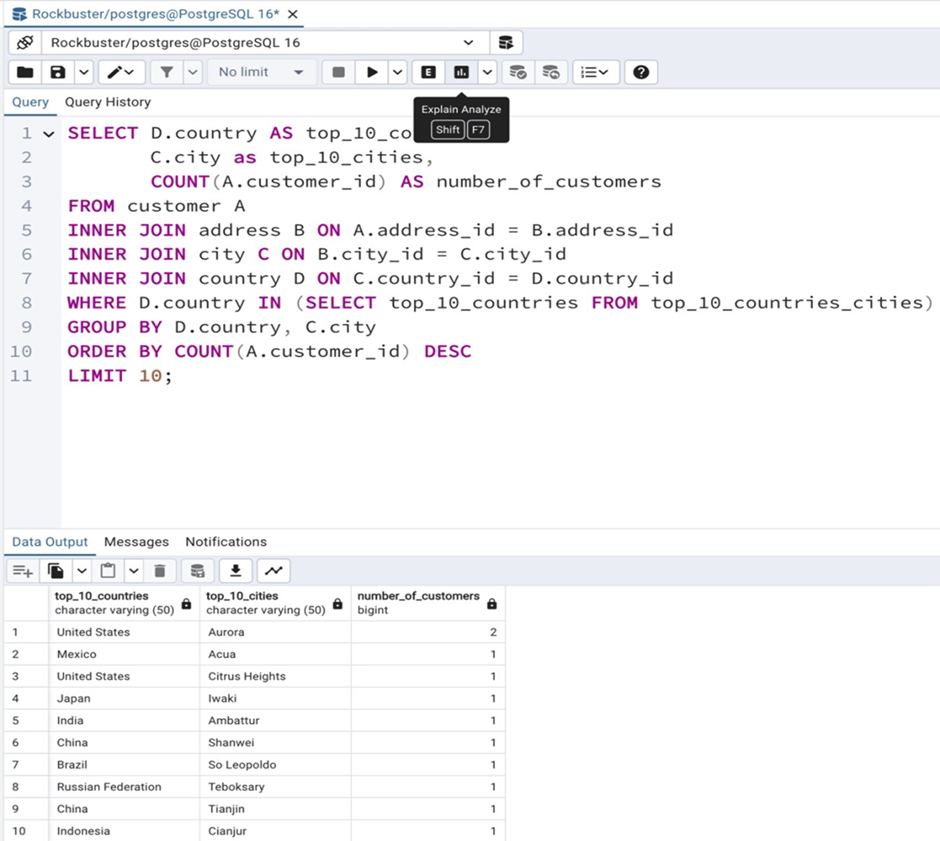 Rockbuster/postgres@PostgreSQL 16*
Rockbuster/postgres@PostgreSQL 16
No limit
E
Query Query History
Explain Analyze
Shift F7
1 SELECT D.country AS top_10_co
2 C.city as top_10_cities,
3 COUNT(A.customer_id) AS number_of_customers
4 FROM customer A
5 INNER JOIN address B ON A.address_id = B.address_id
6 INNER JOIN city C ON B.city_id = C.city_id
7 INNER JOIN country D ON C.country_id = D.country_id
8 WHERE D.country IN (SELECT top_10_countries FROM top_10_countries_cities)
9 GROUP BY D.country, C.city
10 ORDER BY COUNT(A.customer_id) DESC
11 LIMIT 10;
Data Output Messages Notifications
top_10_countries top_10_cities number_of_customers
character varying (50) character varying (50) bigint
1 United States Aurora 2
2 Mexico Acua 1
3 United States Citrus Heights 1
4 Japan Iwaki 1
5 India Ambattur 1
6 China Shanwei 1
7 Brazil So Leopoldo 1
8 Russian Federation Teboksary 1
9 China Tianjin 1
10 Indonesia Cianjur 1